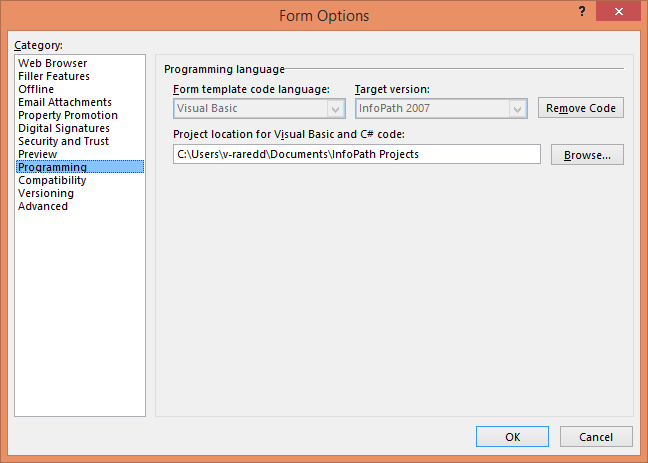 Form Options
?
Category:
Web Browser
Filler Features
Offline
Email Attachments
Property Promotion
Digital Signatures
Security and Trust
Preview
Programming
Compatibility
Versioning
Advanced
Programming language
Form template code language: Target version:
Visual Basic InfoPath 2007 Remove Code
Project location for Visual Basic and C# code:
C:\Users\v-raredd\Documents\InfoPath Projects Browse...
OK Cancel